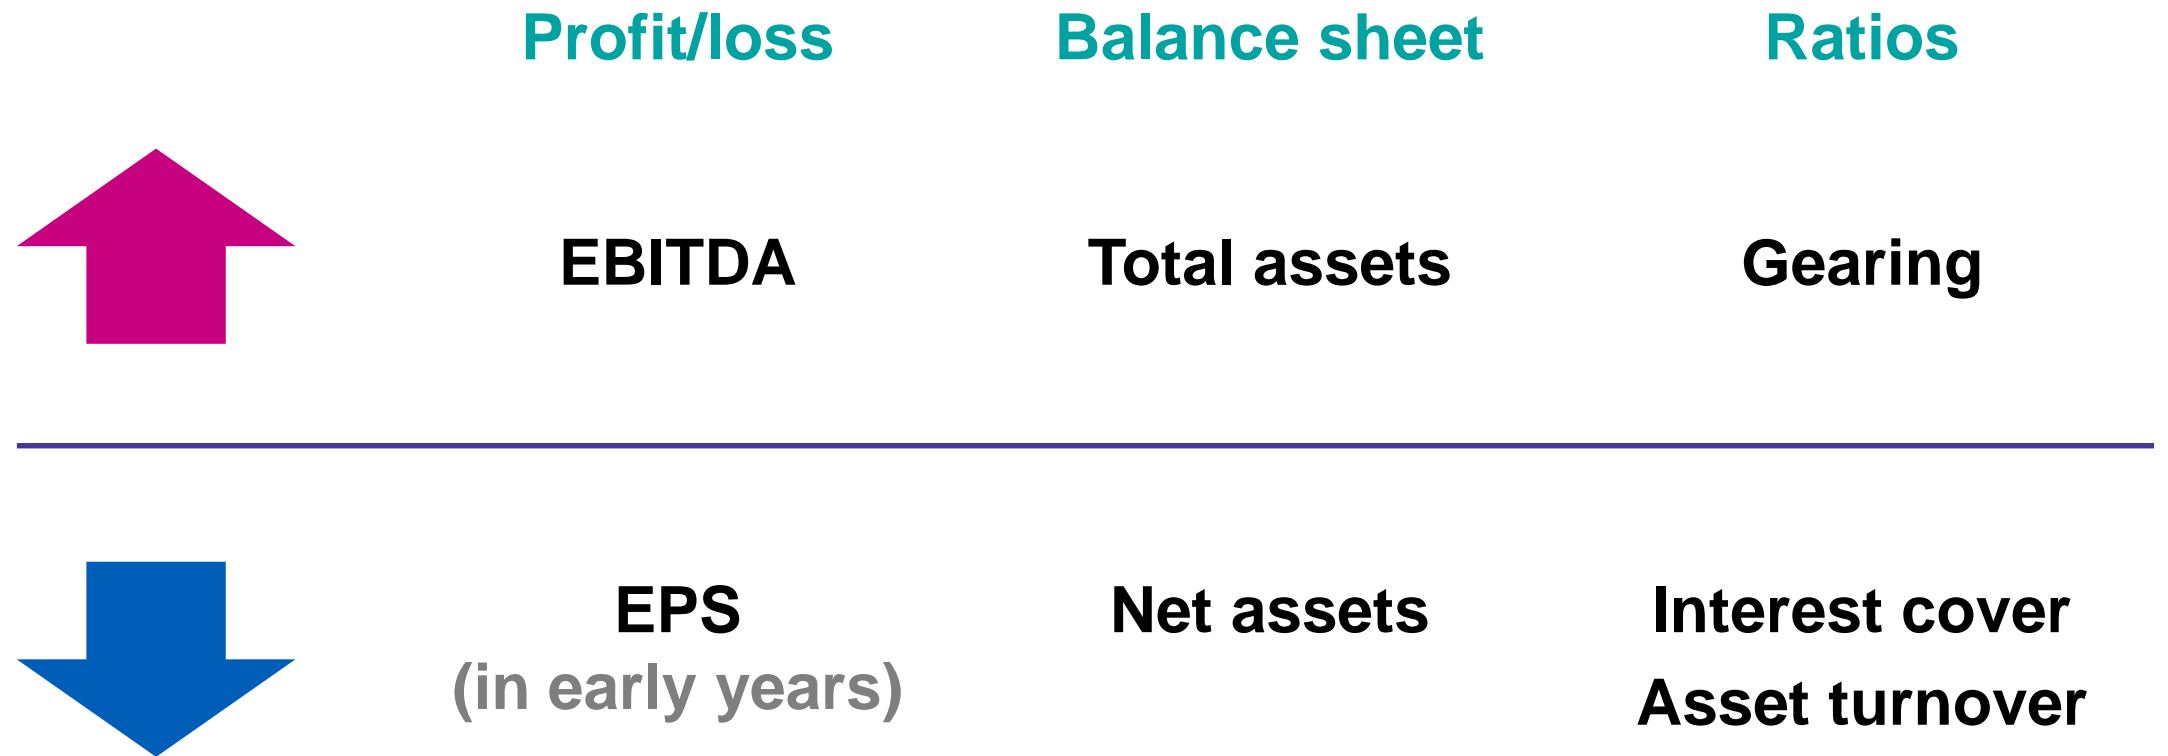 Profit/loss Balance sheet Ratios
EBITDA Total assets Gearing
EPS Net assets Interest cover
(in early years) Asset turnover